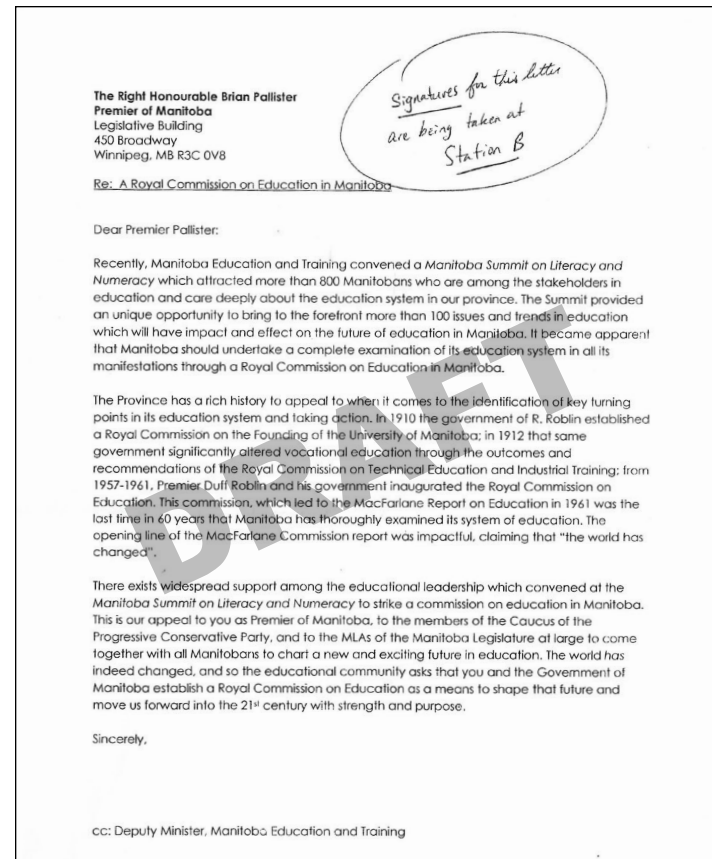 The Right Honourable Brian Pallister
Premier of Manitoba
Legislative Building
450 Broadway
Winnipeg, MB R3C 0V8
Signatures for this letter
are being taken at
Station B
Re: A Royal Commission on Education in Manitoba
Dear Premier Pallister:
Recently, Manitoba Education and Training convened a Manitoba Summit on Literacy and
Numeracy which attracted more than 800 Manitobans who are among the stakeholders in
education and care deeply about the education system in our province. The Summit provided
an unique opportunity to bring to the forefront more than 100 issues and trends in education
which will have impact and effect on the future of education in Manitoba. It became apparent
that Manitoba should undertake a complete examination of its education system in all its
manifestations through a Royal Commission on Education in Manitoba.
The Province has a rich history to appeal to when it comes to the identification of key turning
points in its education system and taking action. In 1910 the government of R. Roblin established
a Royal Commission on the Founding of the University of Manitoba; in 1912 that same
government significantly altered vocational education through the outcomes and
recommendations of the Royal Commission on Technical Education and Industrial Training; from
1957-1961, Premier Duff Roblin and his government inaugurated the Royal Commission on
Education. This commission, which led to the MacFarlane Report on Education in 1961 was the
last time in 60 years that Manitoba has thoroughly examined its system of education. The
opening line of the MacFarlane Commission report was impactful, claiming that "the world has
changed".
There exists widespread support among the educational leadership which convened at the
Manitoba Summit on Literacy and Numeracy to strike a commission on education in Manitoba.
This is our appeal to you as Premier of Manitoba, to the members of the Caucus of the
Progressive Conservative Party, and to the MLAs of the Manitoba Legislature at large to come
together with all Manitobans to chart a new and exciting future in education. The world has
indeed changed, and so the educational community asks that you and the Government of
Manitoba establish a Royal Commission on Education as a means to shape that future and
move us forward into the 21st century with strength and purpose.
Sincerely,
cc: Deputy Minister, Manitoba Education and Training
DRAFT